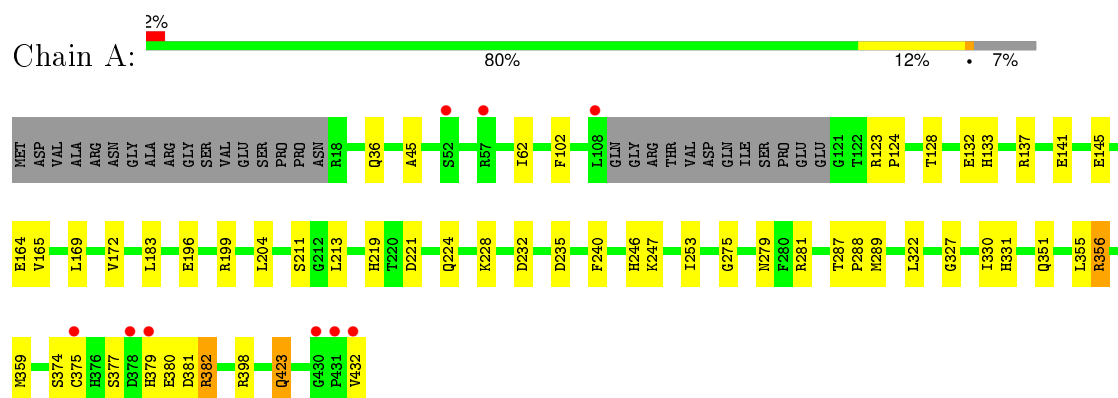 2%
Chain A:
80% 12% • 7%
MET ASP VAL ALA ARG ASN GLY ALA ARG GLY SER VAL GLU SER PRO PRO ASN R18 Q36 A45 S52 R57 I62 F102 L108 GLN GLY ARG THR VAL ASP GLN ILE SER PRO GLU GLU G121 T122 R123 P124 T128 E132 H133 R137 E141 E145
E164 V165 L169 V172 L183 E196 R199 L204 S211 G212 L213 H219 T220 D221 Q224 K228 D232 D235 F240 H246 K247 I253 G275 N279 F280 R281 T287 P288 M289 L322 G327 I330 H331 Q351 L355 R356
M359 S374 C375 H376 S377 D378 H379 E380 D381 R382 R398 Q423 G430 P431 V432